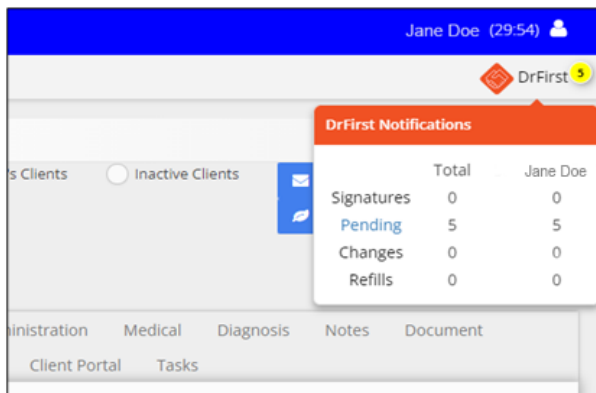 Jane Doe (29:54)
DrFirst 5
DrFirst Notifications
's Clients Inactive Clients
Total Jane Doe
Signatures 0 0
Pending 5 5
Changes 0 0
Refills 0 0
ninistration Medical Diagnosis Notes Document
Client Portal Tasks